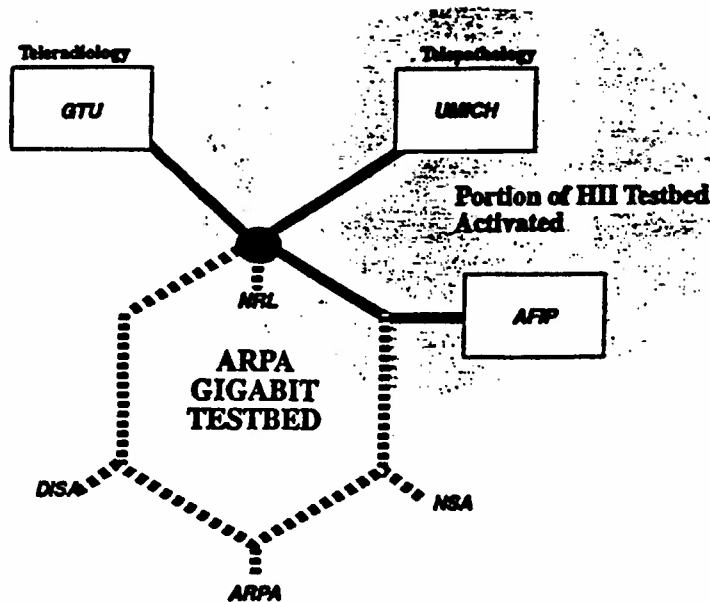 Teleradiology
GTU
Telepathology
UMICH
Portion of HII Testbed
Activated
NRL
AFIP
ARPA
GIGABIT
TESTBED
DISA
NSA
ARPA